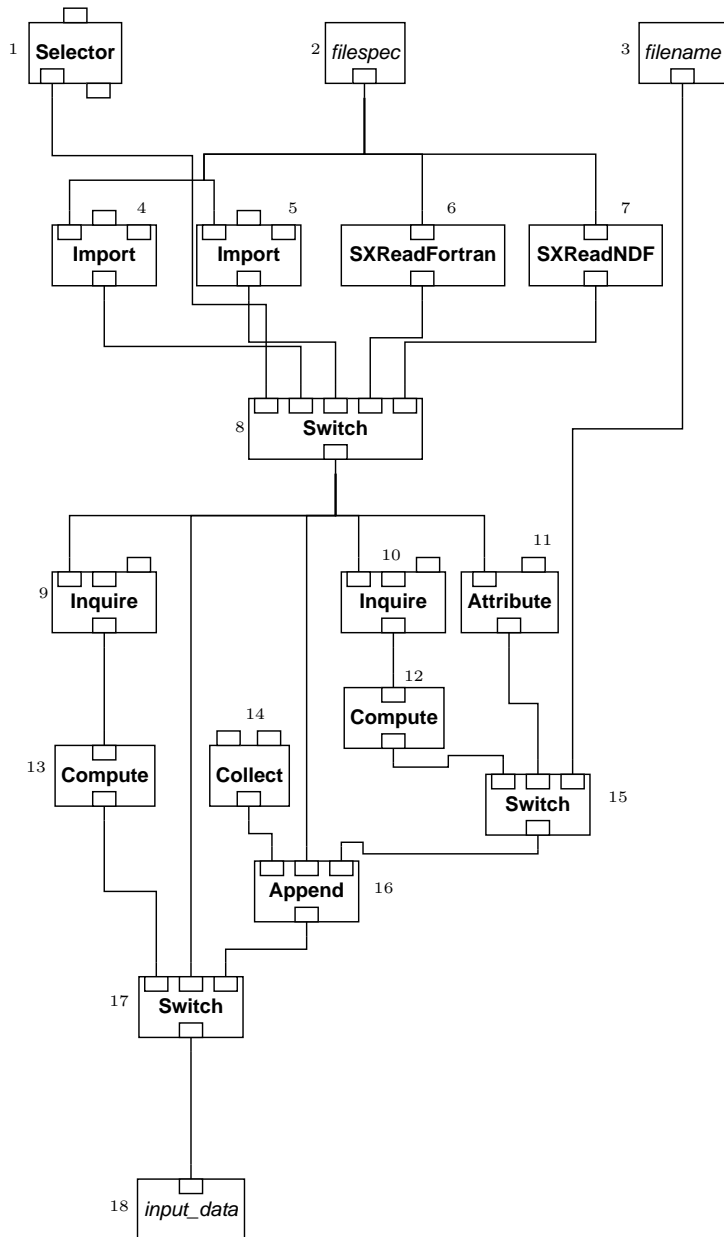 1 Selector
2 filespec
3 filename
4
5
6
7
Import
Import
SXReadFortran
SXReadNDF
8 Switch
9 Inquire
10
Inquire
11
Attribute
12
Compute
13 Compute
14
Collect
Switch 15
Append 16
17 Switch
18 input_data